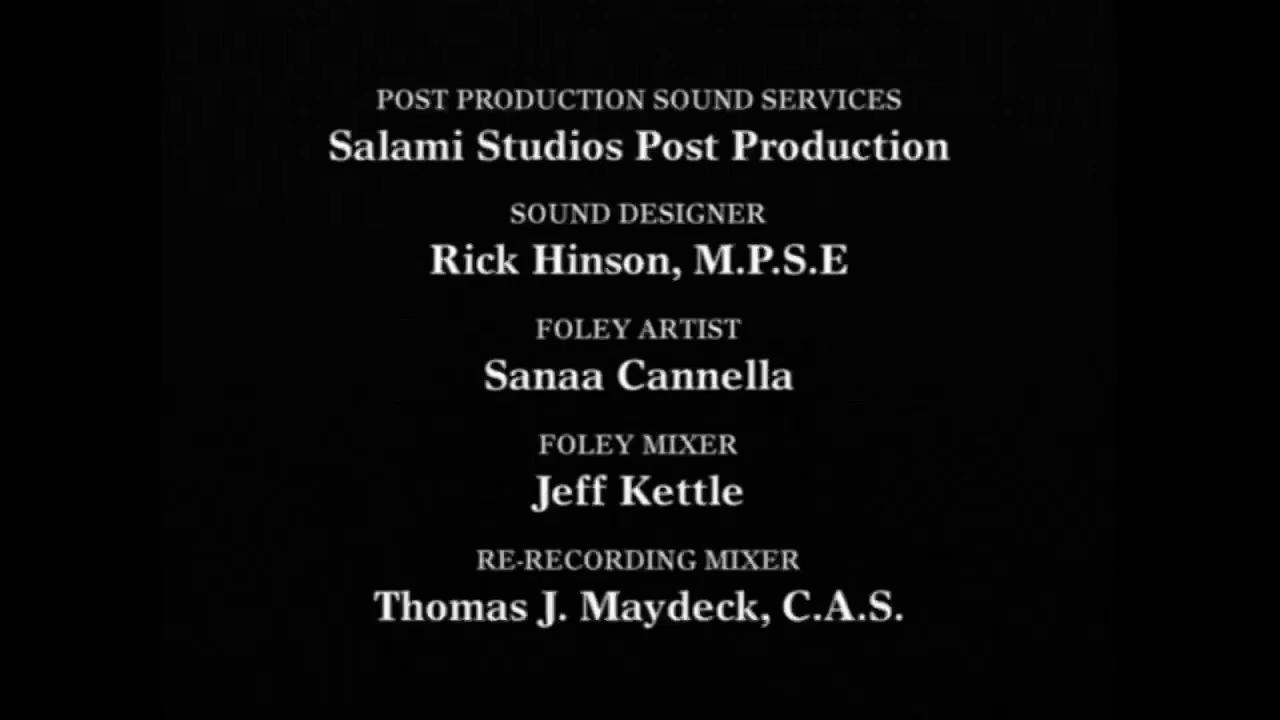 POST PRODUCTION SOUND SERVICES
Salami Studios Post Production
SOUND DESIGNER
Rick Hinson, M.P.S.E
FOLEY ARTIST
Sanaa Cannella
FOLEY MIXER
Jeff Kettle
RE-RECORDING MIXER
Thomas J. Maydeck, C.A.S.